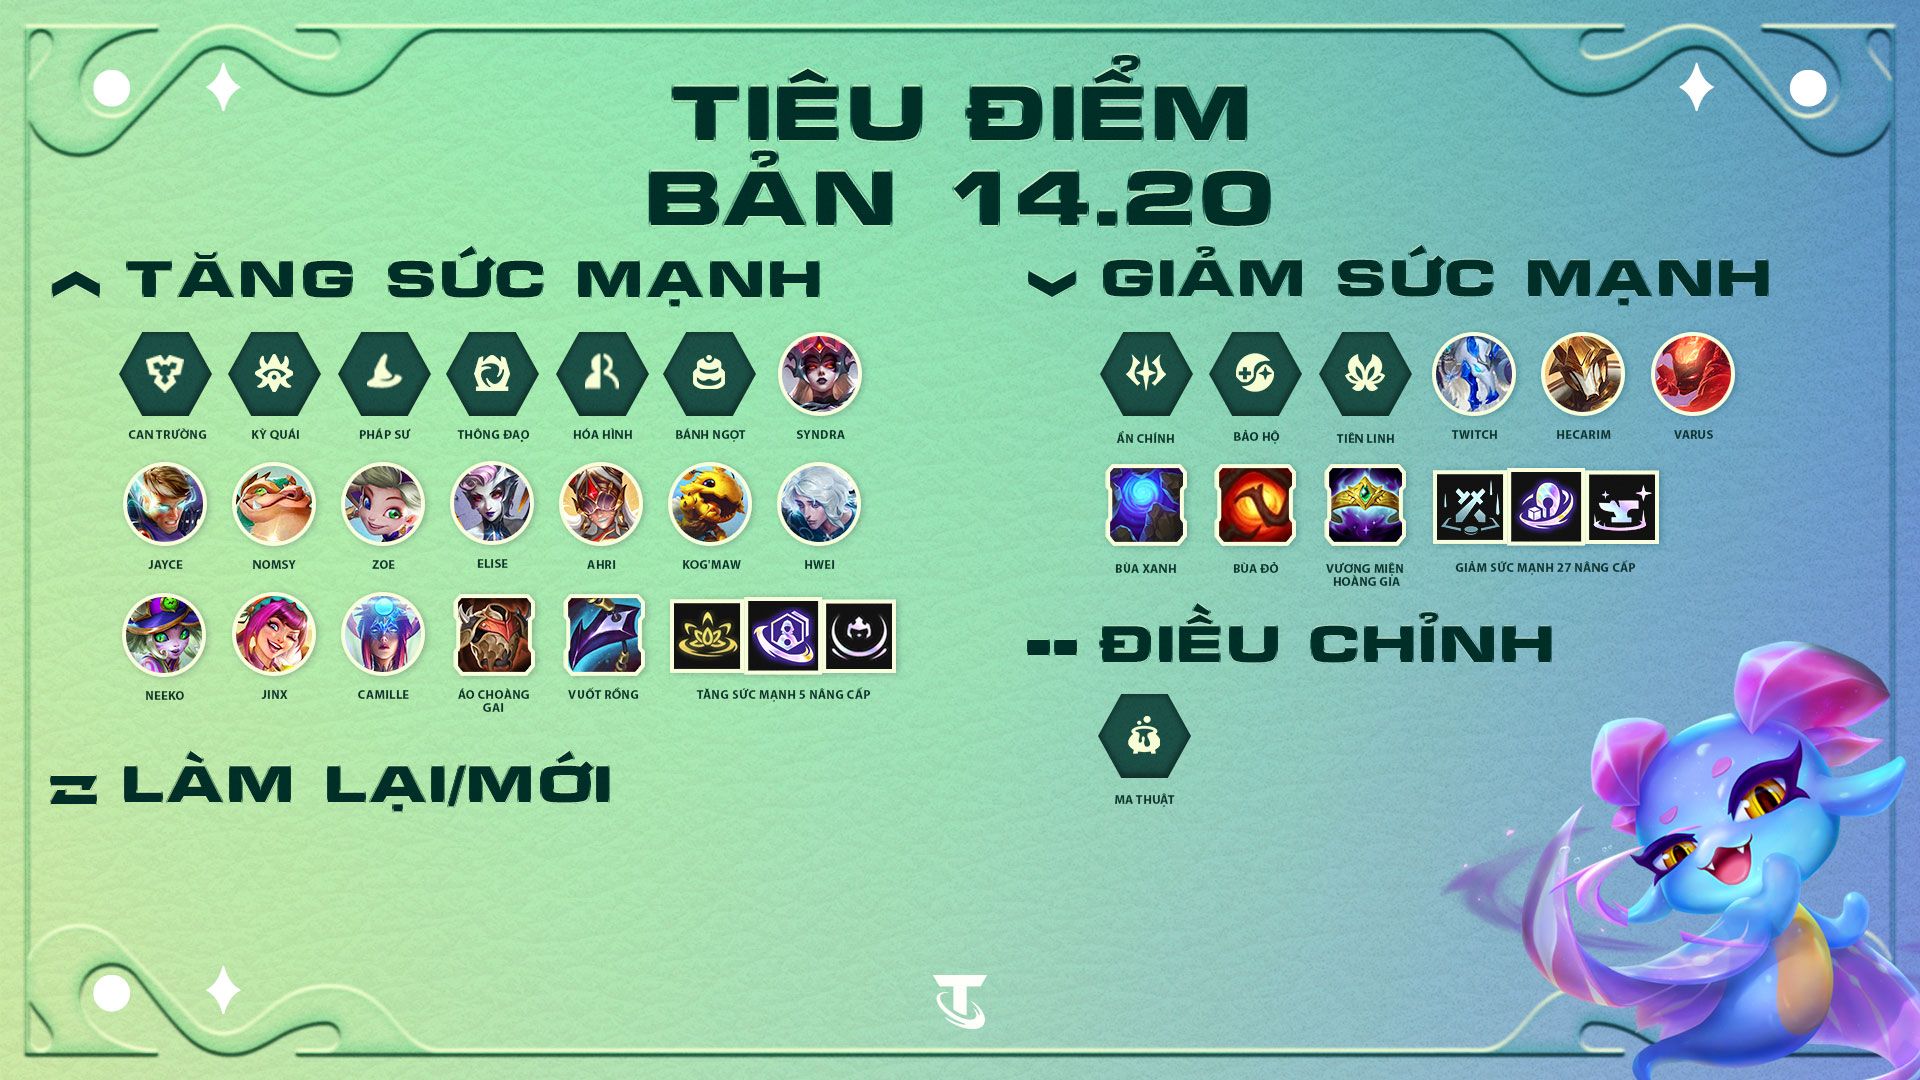 TIÊU ĐIỂM
BẢN 14.20
TĂNG SỨC MẠNH
CAN TRƯỜNG
KỲ QUÁI
PHÁP SƯ
THÔNG ĐẠO
HÓA HÌNH
BÁNH NGỌT
SYNDRA
JAYCE
NOMSY
ZOE
ELISE
AHRI
KOG'MAW
HWEI
NEEKO
JINX
CAMILLE
ÁO CHOÀNG
GAI
VUỐT RỒNG
TĂNG SỨC MẠNH 5 NÂNG CẤP
LÀM LẠI/MỚI
GIẢM SỨC MẠNH
ẨN CHÍNH
BẢO HỘ
TIÊN LINH
TWITCH
HECARIM
VARUS
BÙA XANH
BÙA ĐỎ
VƯƠNG MIỆN
HOÀNG GIA
GIẢM SỨC MẠNH 27 NÂNG CẤP
ĐIỀU CHỈNH
MA THUẬT